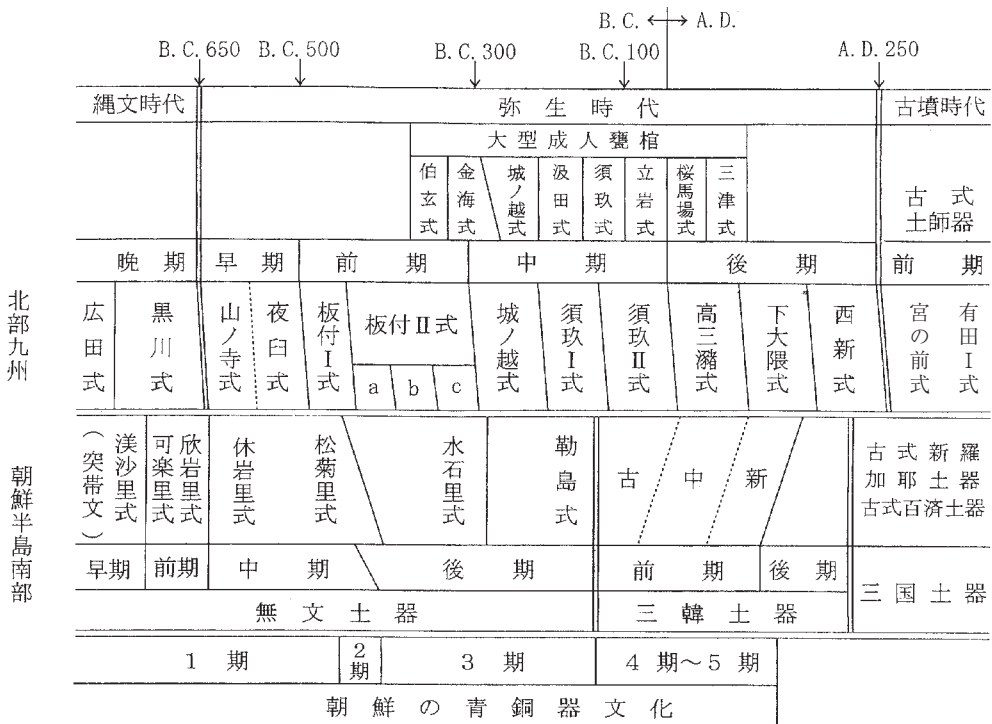 B.C. ←→ A.D.
B.C.650 B.C.500 B.C.300 B.C.100 A.D.250
縄文時代 弥生時代 古墳時代
大型成人甕棺
伯玄式 金海式 城ノ越式 汲田式 須玖式 立岩式 桜馬場式 三津式
古式
土師器
晩期 早期 前期 中期 後期 前期
北部九州
広田式 黒川式 山ノ寺式 夜臼式 板付Ⅰ式 板付Ⅱ式 城ノ越式 須玖Ⅰ式 須玖Ⅱ式 高三瀦式 下大隈式 西新式 宮の前式 有田Ⅰ式
a b c
朝鮮半島南部
(突帯文) 渼沙里式 可楽里式 欣岩里式 休岩里式 松菊里式 水石里式 勒島式 古 中 新
古式新羅
加耶土器
古式百済土器
早期 前期 中期 後期 前期 後期
三国土器
無文土器 三韓土器
1期 2期 3期 4期～5期
朝鮮の青銅器文化